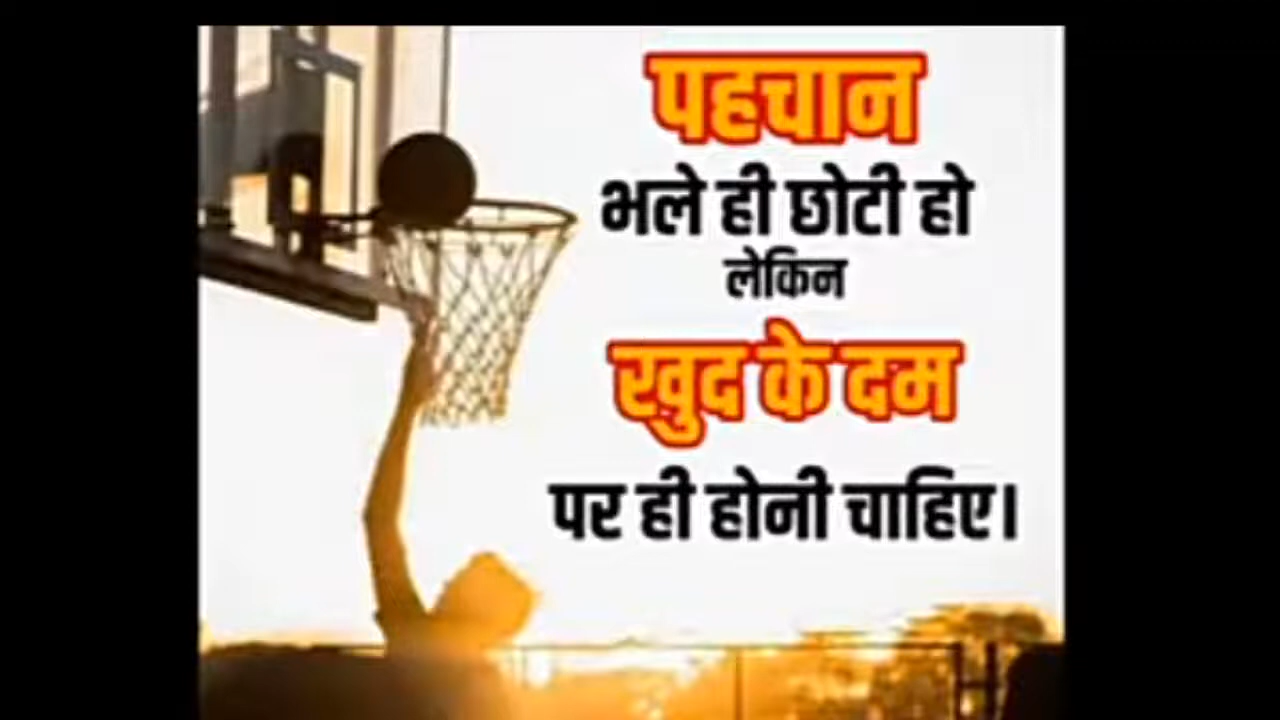 पहचान
भले ही छोटी हो
लेकिन
खुद के दम
पर ही होनी चाहिए।